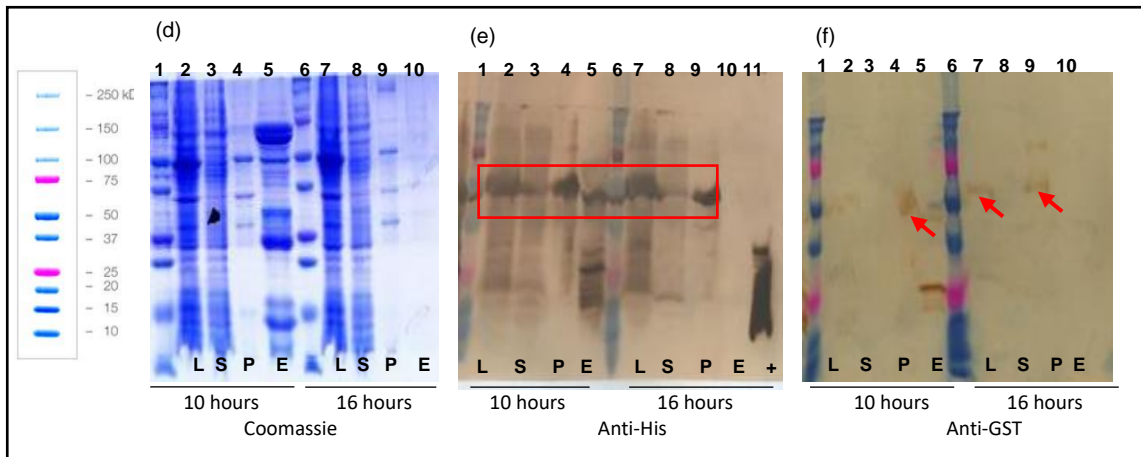 (d)
1 2 3 4 5 6 7 8 9 10
- 250 kD
- 150
- 100
- 75
- 50
- 37
- 25
- 20
- 15
- 10
L S P E L S P E
10 hours 16 hours
Coomassie
(e)
1 2 3 4 5 6 7 8 9 10 11
L S P E L S P E +
10 hours 16 hours
Anti-His
(f)
1 2 3 4 5 6 7 8 9 10
L S P E L S P E
10 hours 16 hours
Anti-GST